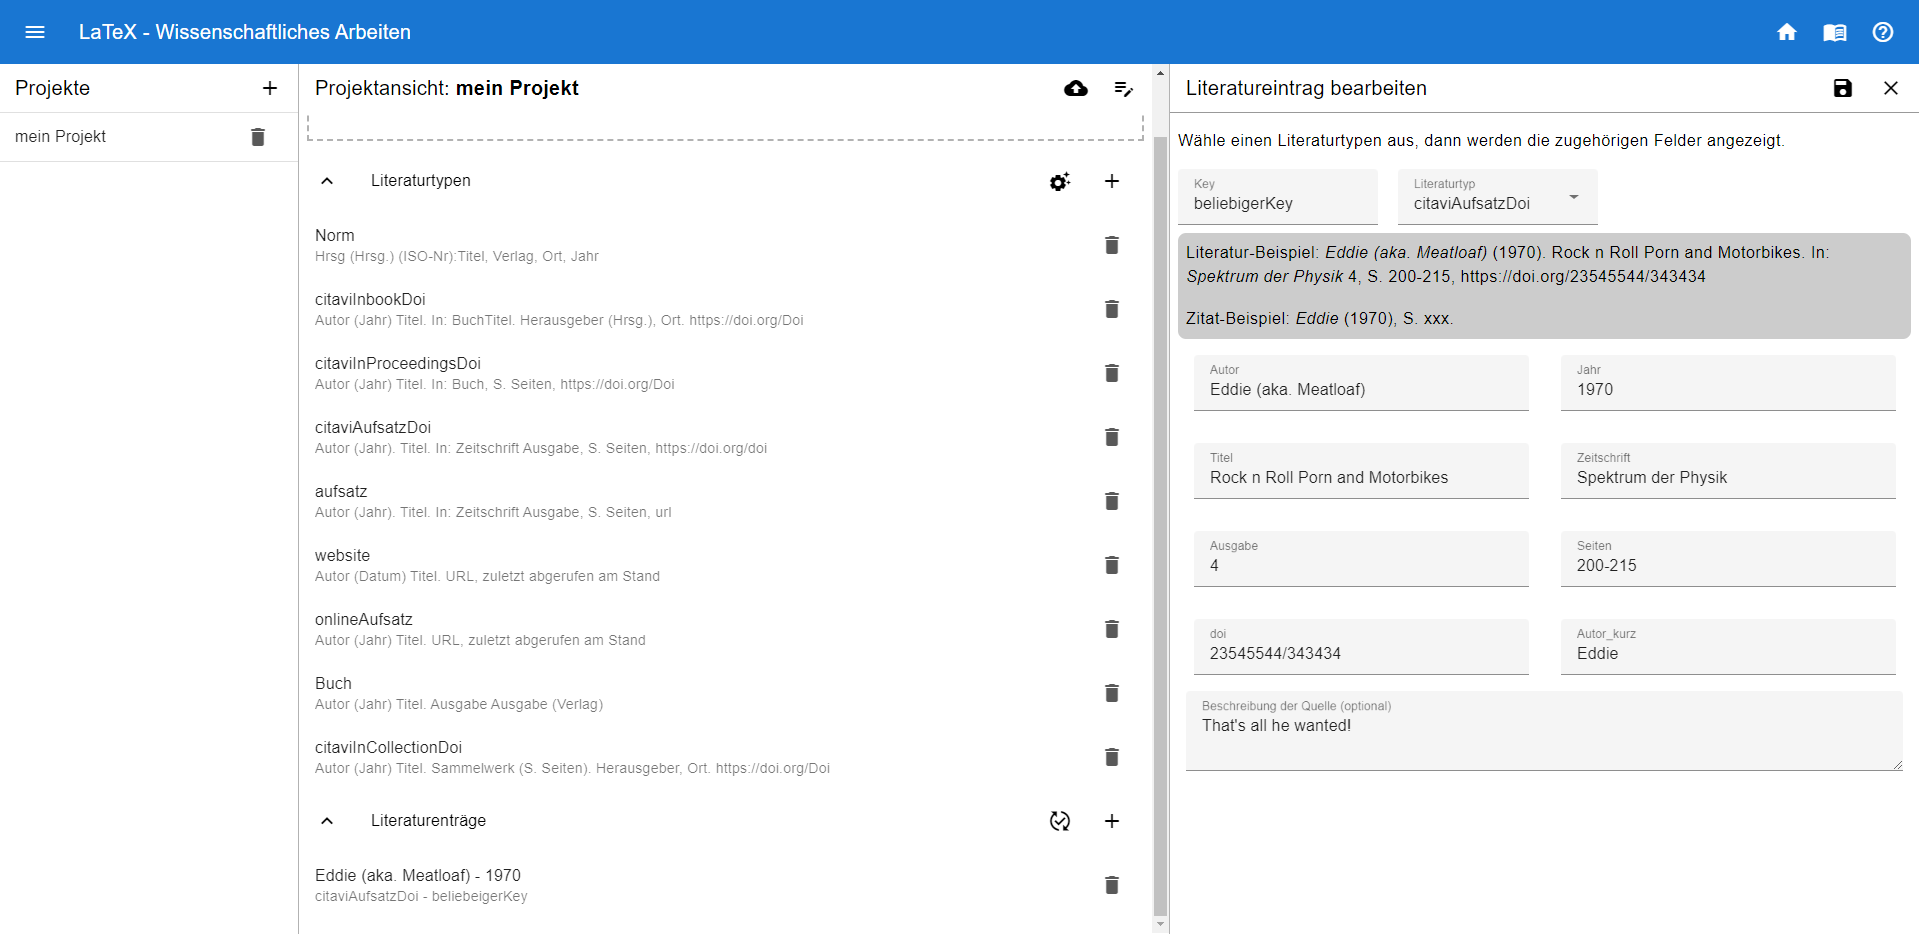 LaTeX - Wissenschaftliches Arbeiten
Projekte
mein Projekt
Projektansicht: mein Projekt
Literaturtypen
Norm
Hrsg (Hrsg.) (ISO-Nr):Titel, Verlag, Ort, Jahr
citaviInbookDoi
Autor (Jahr) Titel. In: BuchTitel. Herausgeber (Hrsg.), Ort. https://doi.org/Doi
citaviInProceedingsDoi
Autor (Jahr) Titel. In: Buch, S. Seiten, https://doi.org/Doi
citaviAufsatzDoi
Autor (Jahr). Titel. In: Zeitschrift Ausgabe, S. Seiten, https://doi.org/doi
aufsatz
Autor (Jahr). Titel. In: Zeitschrift Ausgabe, S. Seiten, url
website
Autor (Datum) Titel. URL, zuletzt abgerufen am Stand
onlineAufsatz
Autor (Jahr) Titel. URL, zuletzt abgerufen am Stand
Buch
Autor (Jahr) Titel. Ausgabe Ausgabe (Verlag)
citaviInCollectionDoi
Autor (Jahr) Titel. Sammelwerk (S. Seiten). Herausgeber, Ort. https://doi.org/Doi
Literaturenträge
Eddie (aka. Meatloaf) - 1970
citaviAufsatzDoi - beliebeigerKey
Literatureintrag bearbeiten
Wähle einen Literaturtypen aus, dann werden die zugehörigen Felder angezeigt.
Key
beliebigerKey
Literaturtyp
citaviAufsatzDoi
Literatur-Beispiel: Eddie (aka. Meatloaf) (1970). Rock n Roll Porn and Motorbikes. In:
Spektrum der Physik 4, S. 200-215, https://doi.org/23545544/343434
Zitat-Beispiel: Eddie (1970), S. xxx.
Autor
Eddie (aka. Meatloaf)
Jahr
1970
Titel
Rock n Roll Porn and Motorbikes
Zeitschrift
Spektrum der Physik
Ausgabe
4
Seiten
200-215
doi
23545544/343434
Autor_kurz
Eddie
Beschreibung der Quelle (optional)
That's all he wanted!